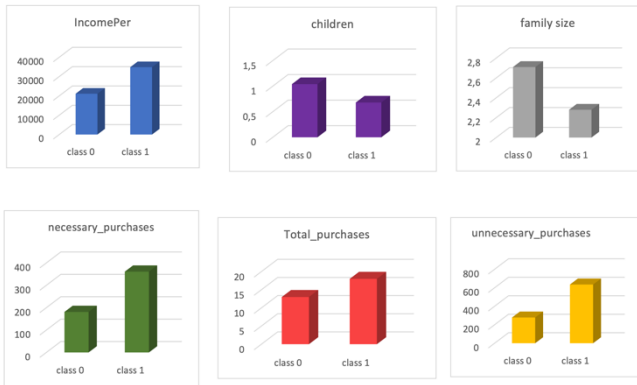 IncomePer
40000
30000
20000
10000
0
class 0 class 1
children
1,5
1
0,5
0
class 0 class 1
family size
2,8
2,6
2,4
2,2
2
class 0 class 1
necessary_purchases
400
300
200
100
0
class 0 class 1
Total_purchases
20
15
10
5
0
class 0 class 1
unnecessary_purchases
800
600
400
200
0
class 0 class 1